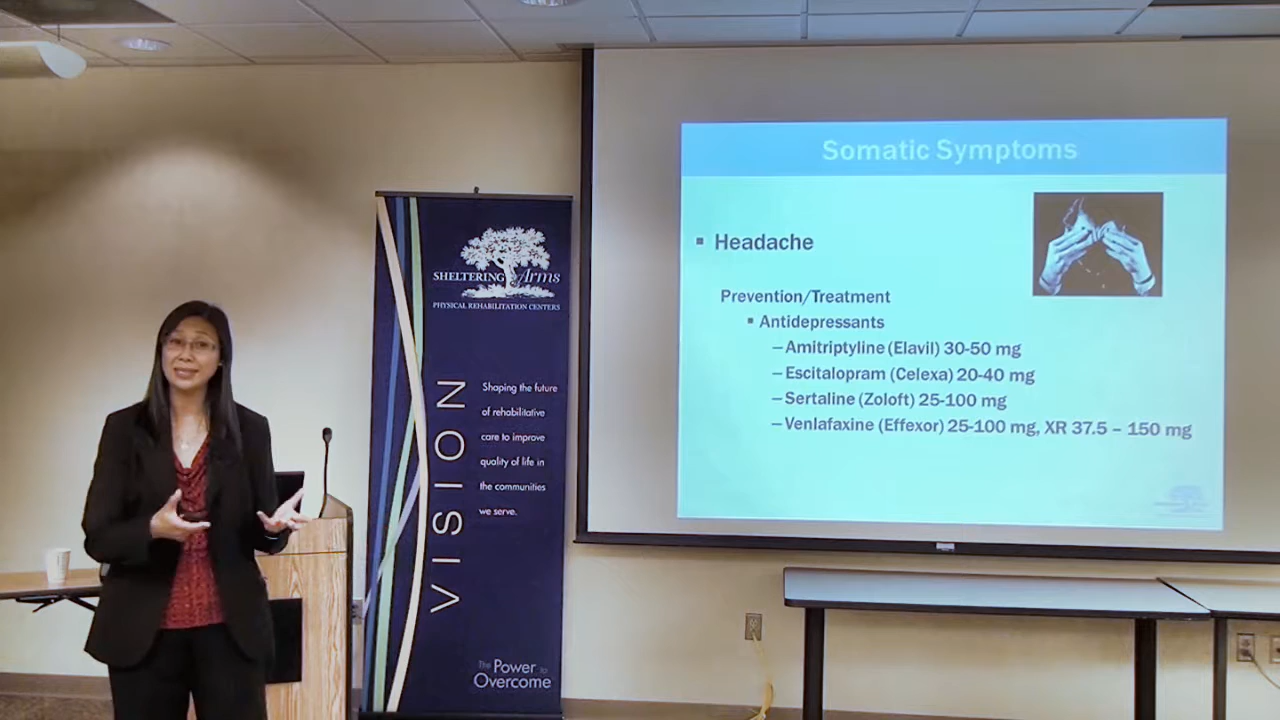 SHELTERING Arms
PHYSICAL REHABILITATION CENTERS
VISION
Shaping the future
of rehabilitative
care to improve
quality of life in
the communities
we serve.
The Power to
Overcome
Somatic Symptoms
▪ Headache
Prevention/Treatment
▪ Antidepressants
–Amitriptyline (Elavil) 30-50 mg
–Escitalopram (Celexa) 20-40 mg
–Sertaline (Zoloft) 25-100 mg
–Venlafaxine (Effexor) 25-100 mg, XR 37.5 – 150 mg